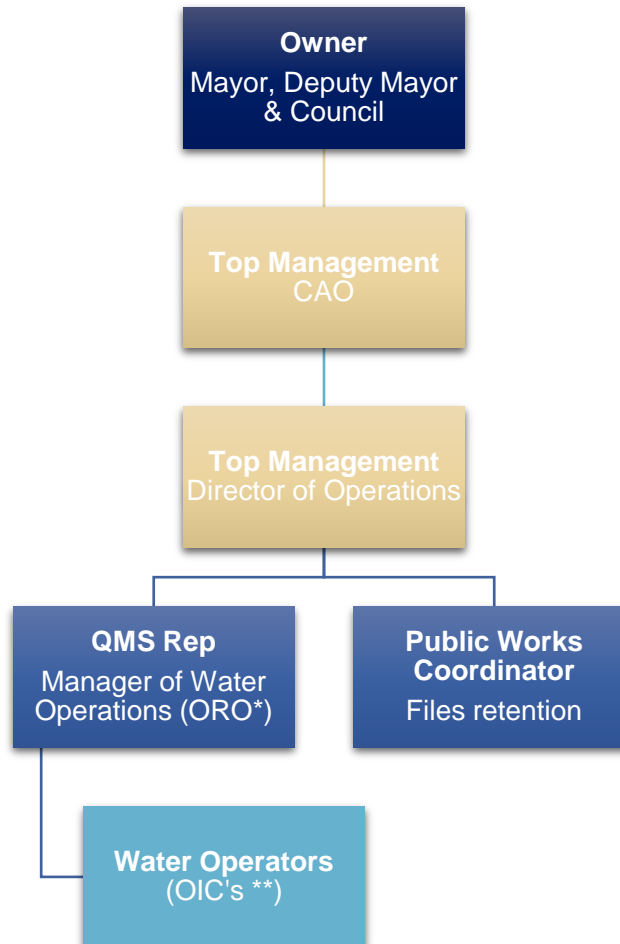 Owner
Mayor, Deputy Mayor
& Council
Top Management
CAO
Top Management
Director of Operations
QMS Rep
Manager of Water
Operations (ORO*)
Public Works
Coordinator
Files retention
Water Operators
(OIC's **)